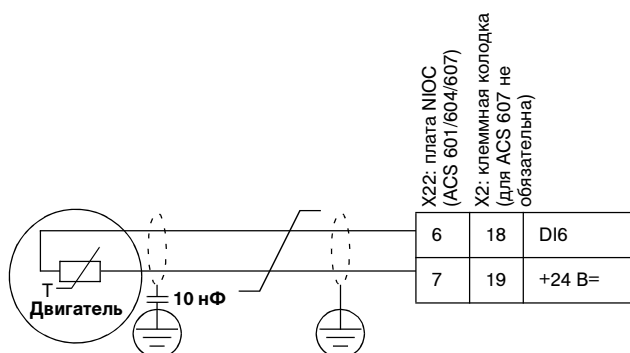 X22: плата NIOC
(ACS 601/604/607)
X2: клеммная колодка
(для ACS 607 не
обязательна)
6 18 DI6
7 19 +24 В=
T
Двигатель
10 нФ